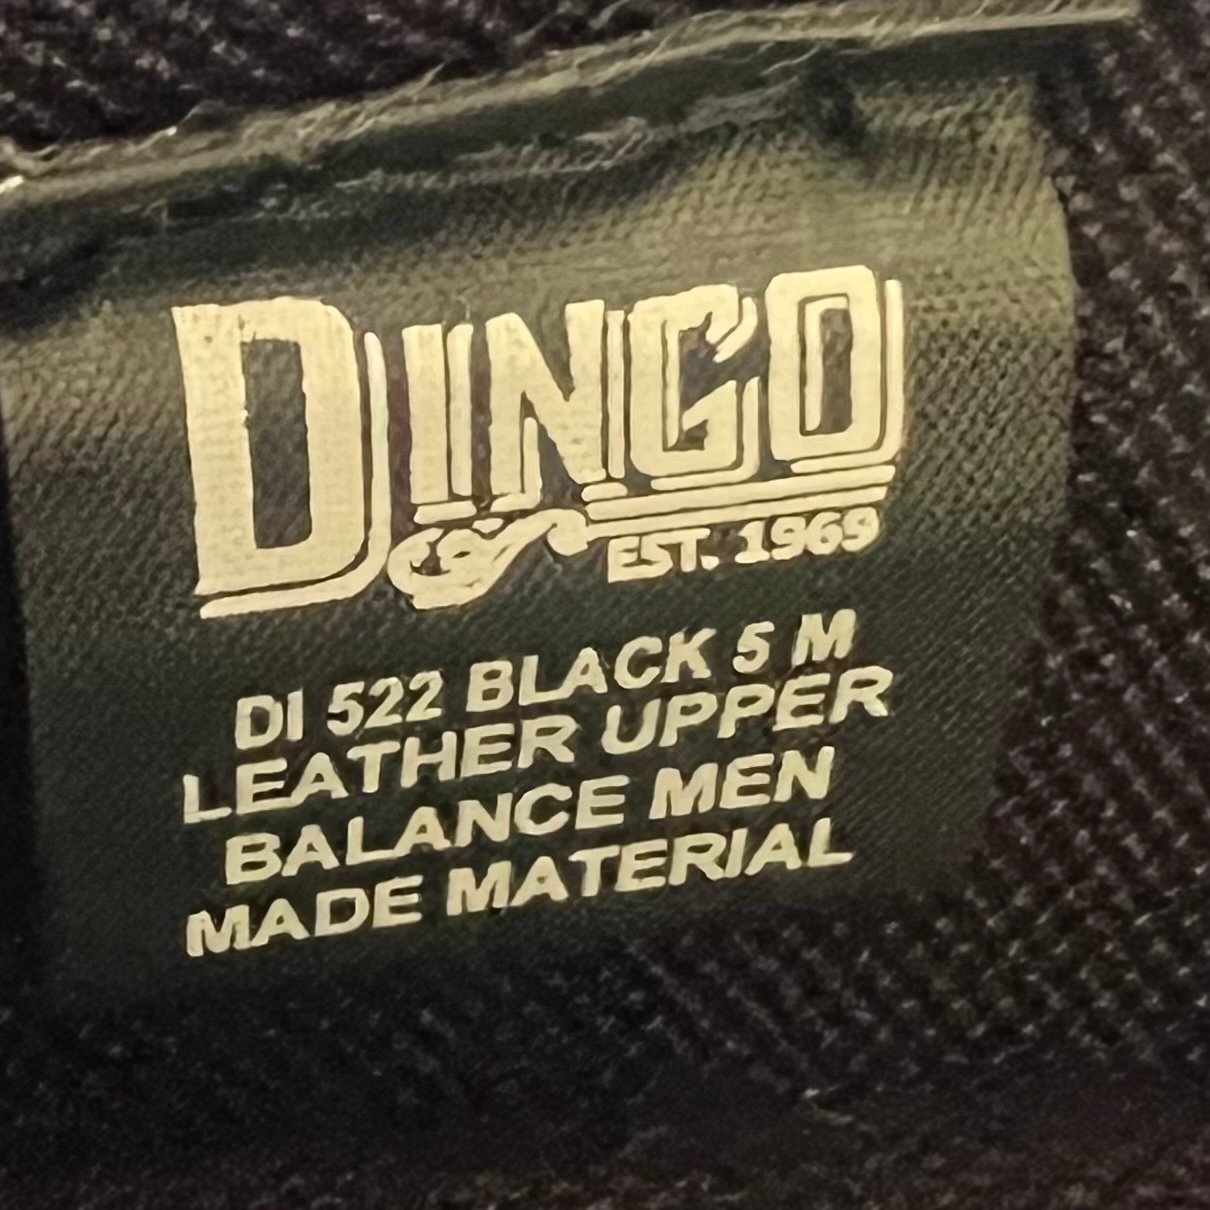 DINGO
EST. 1969
DI 522 BLACK 5 M
LEATHER UPPER
BALANCE MEN
MADE MATERIAL